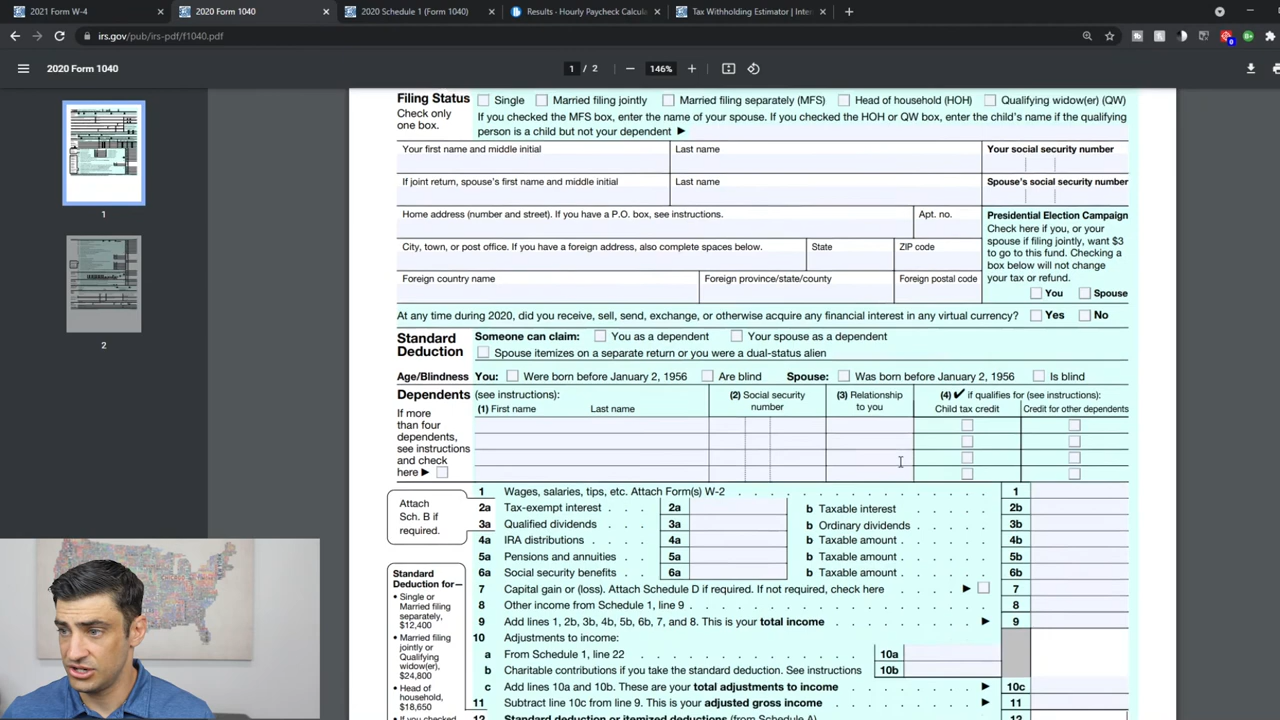 2021 Form W-4
2020 Form 1040
2020 Schedule 1 (Form 1040)
Results - Hourly Paycheck Calcul
Tax Withholding Estimator | Inter
irs.gov/pub/irs-pdf/f1040.pdf
2020 Form 1040
1 / 2
146%
Filing Status
Check only
one box.
Single
Married filing jointly
Married filing separately (MFS)
Head of household (HOH)
Qualifying widow(er) (QW)
If you checked the MFS box, enter the name of your spouse. If you checked the HOH or QW box, enter the child's name if the qualifying
person is a child but not your dependent ▶
Your first name and middle initial
Last name
Your social security number
If joint return, spouse's first name and middle initial
Last name
Spouse's social security number
Home address (number and street). If you have a P.O. box, see instructions.
Apt. no.
Presidential Election Campaign
Check here if you, or your
spouse if filing jointly, want $3
to go to this fund. Checking a
box below will not change
your tax or refund.
You
Spouse
City, town, or post office. If you have a foreign address, also complete spaces below.
State
ZIP code
Foreign country name
Foreign province/state/county
Foreign postal code
At any time during 2020, did you receive, sell, send, exchange, or otherwise acquire any financial interest in any virtual currency?
Yes
No
Standard
Deduction
Someone can claim:
You as a dependent
Your spouse as a dependent
Spouse itemizes on a separate return or you were a dual-status alien
Age/Blindness
You:
Were born before January 2, 1956
Are blind
Spouse:
Was born before January 2, 1956
Is blind
Dependents
(see instructions):
(1) First name
Last name
(2) Social security
number
(3) Relationship
to you
(4) ✔ if qualifies for (see instructions):
Child tax credit
Credit for other dependents
If more
than four
dependents,
see instructions
and check
here ▶
1
2
Attach
Sch. B if
required.
1 Wages, salaries, tips, etc. Attach Form(s) W-2 1
2a Tax-exempt interest 2a b Taxable interest 2b
3a Qualified dividends 3a b Ordinary dividends 3b
4a IRA distributions 4a b Taxable amount 4b
5a Pensions and annuities 5a b Taxable amount 5b
6a Social security benefits 6a b Taxable amount 6b
7 Capital gain or (loss). Attach Schedule D if required. If not required, check here ▶ 7
8 Other income from Schedule 1, line 9 8
9 Add lines 1, 2b, 3b, 4b, 5b, 6b, 7, and 8. This is your total income ▶ 9
10 Adjustments to income:
a From Schedule 1, line 22 10a
b Charitable contributions if you take the standard deduction. See instructions 10b
c Add lines 10a and 10b. These are your total adjustments to income ▶ 10c
11 Subtract line 10c from line 9. This is your adjusted gross income ▶ 11
12 Standard deduction or itemized deductions (from Schedule A) 12
Standard
Deduction for—
• Single or
Married filing
separately,
$12,400
• Married filing
jointly or
Qualifying
widow(er),
$24,800
• Head of
household,
$18,650
• If you checked